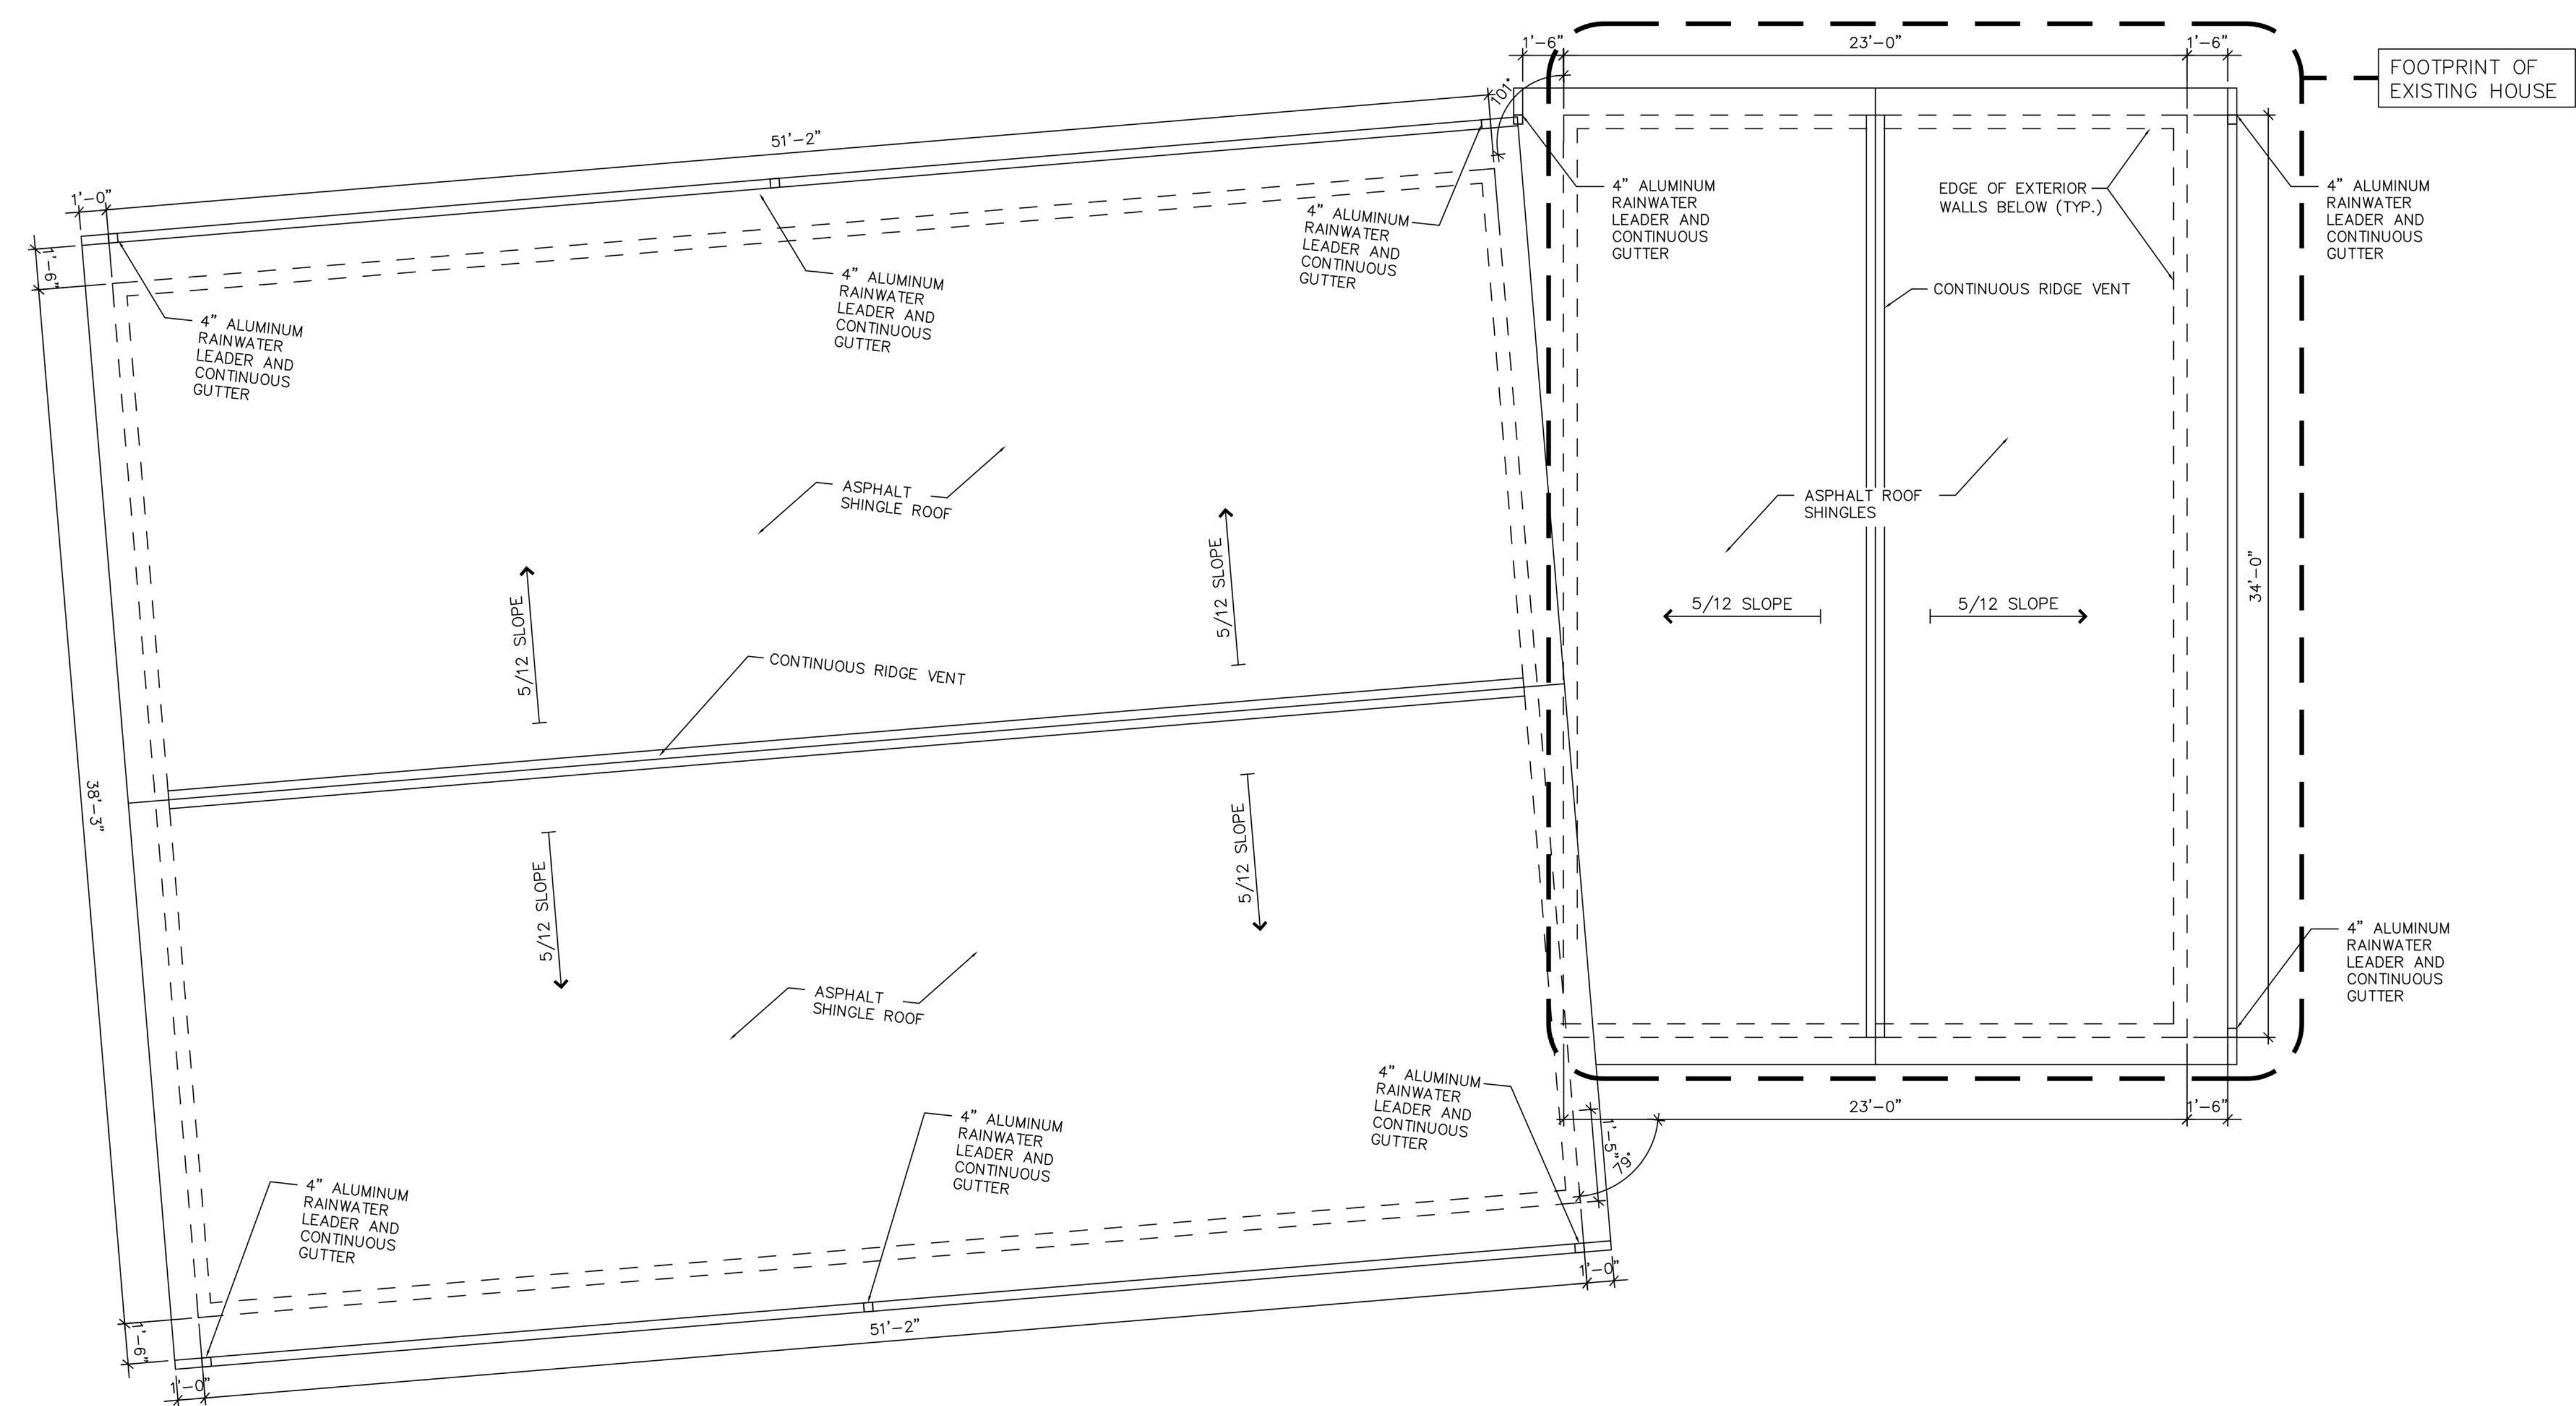 1'-6"
23'-0"
1'-6"
FOOTPRINT OF
EXISTING HOUSE
101°
51'-2"
1'-0"
1'-6"
4" ALUMINUM
RAINWATER
LEADER AND
CONTINUOUS
GUTTER
4" ALUMINUM
RAINWATER
LEADER AND
CONTINUOUS
GUTTER
4" ALUMINUM
RAINWATER
LEADER AND
CONTINUOUS
GUTTER
4" ALUMINUM
RAINWATER
LEADER AND
CONTINUOUS
GUTTER
EDGE OF EXTERIOR
WALLS BELOW (TYP.)
4" ALUMINUM
RAINWATER
LEADER AND
CONTINUOUS
GUTTER
CONTINUOUS RIDGE VENT
ASPHALT
SHINGLE ROOF
ASPHALT ROOF
SHINGLES
5/12 SLOPE
5/12 SLOPE
5/12 SLOPE
5/12 SLOPE
34'-0"
CONTINUOUS RIDGE VENT
38'-3"
5/12 SLOPE
5/12 SLOPE
ASPHALT
SHINGLE ROOF
4" ALUMINUM
RAINWATER
LEADER AND
CONTINUOUS
GUTTER
4" ALUMINUM
RAINWATER
LEADER AND
CONTINUOUS
GUTTER
4" ALUMINUM
RAINWATER
LEADER AND
CONTINUOUS
GUTTER
4" ALUMINUM
RAINWATER
LEADER AND
CONTINUOUS
GUTTER
23'-0"
1'-6"
1'-5"
79°
1'-0"
51'-2"
1'-6"
1'-0"